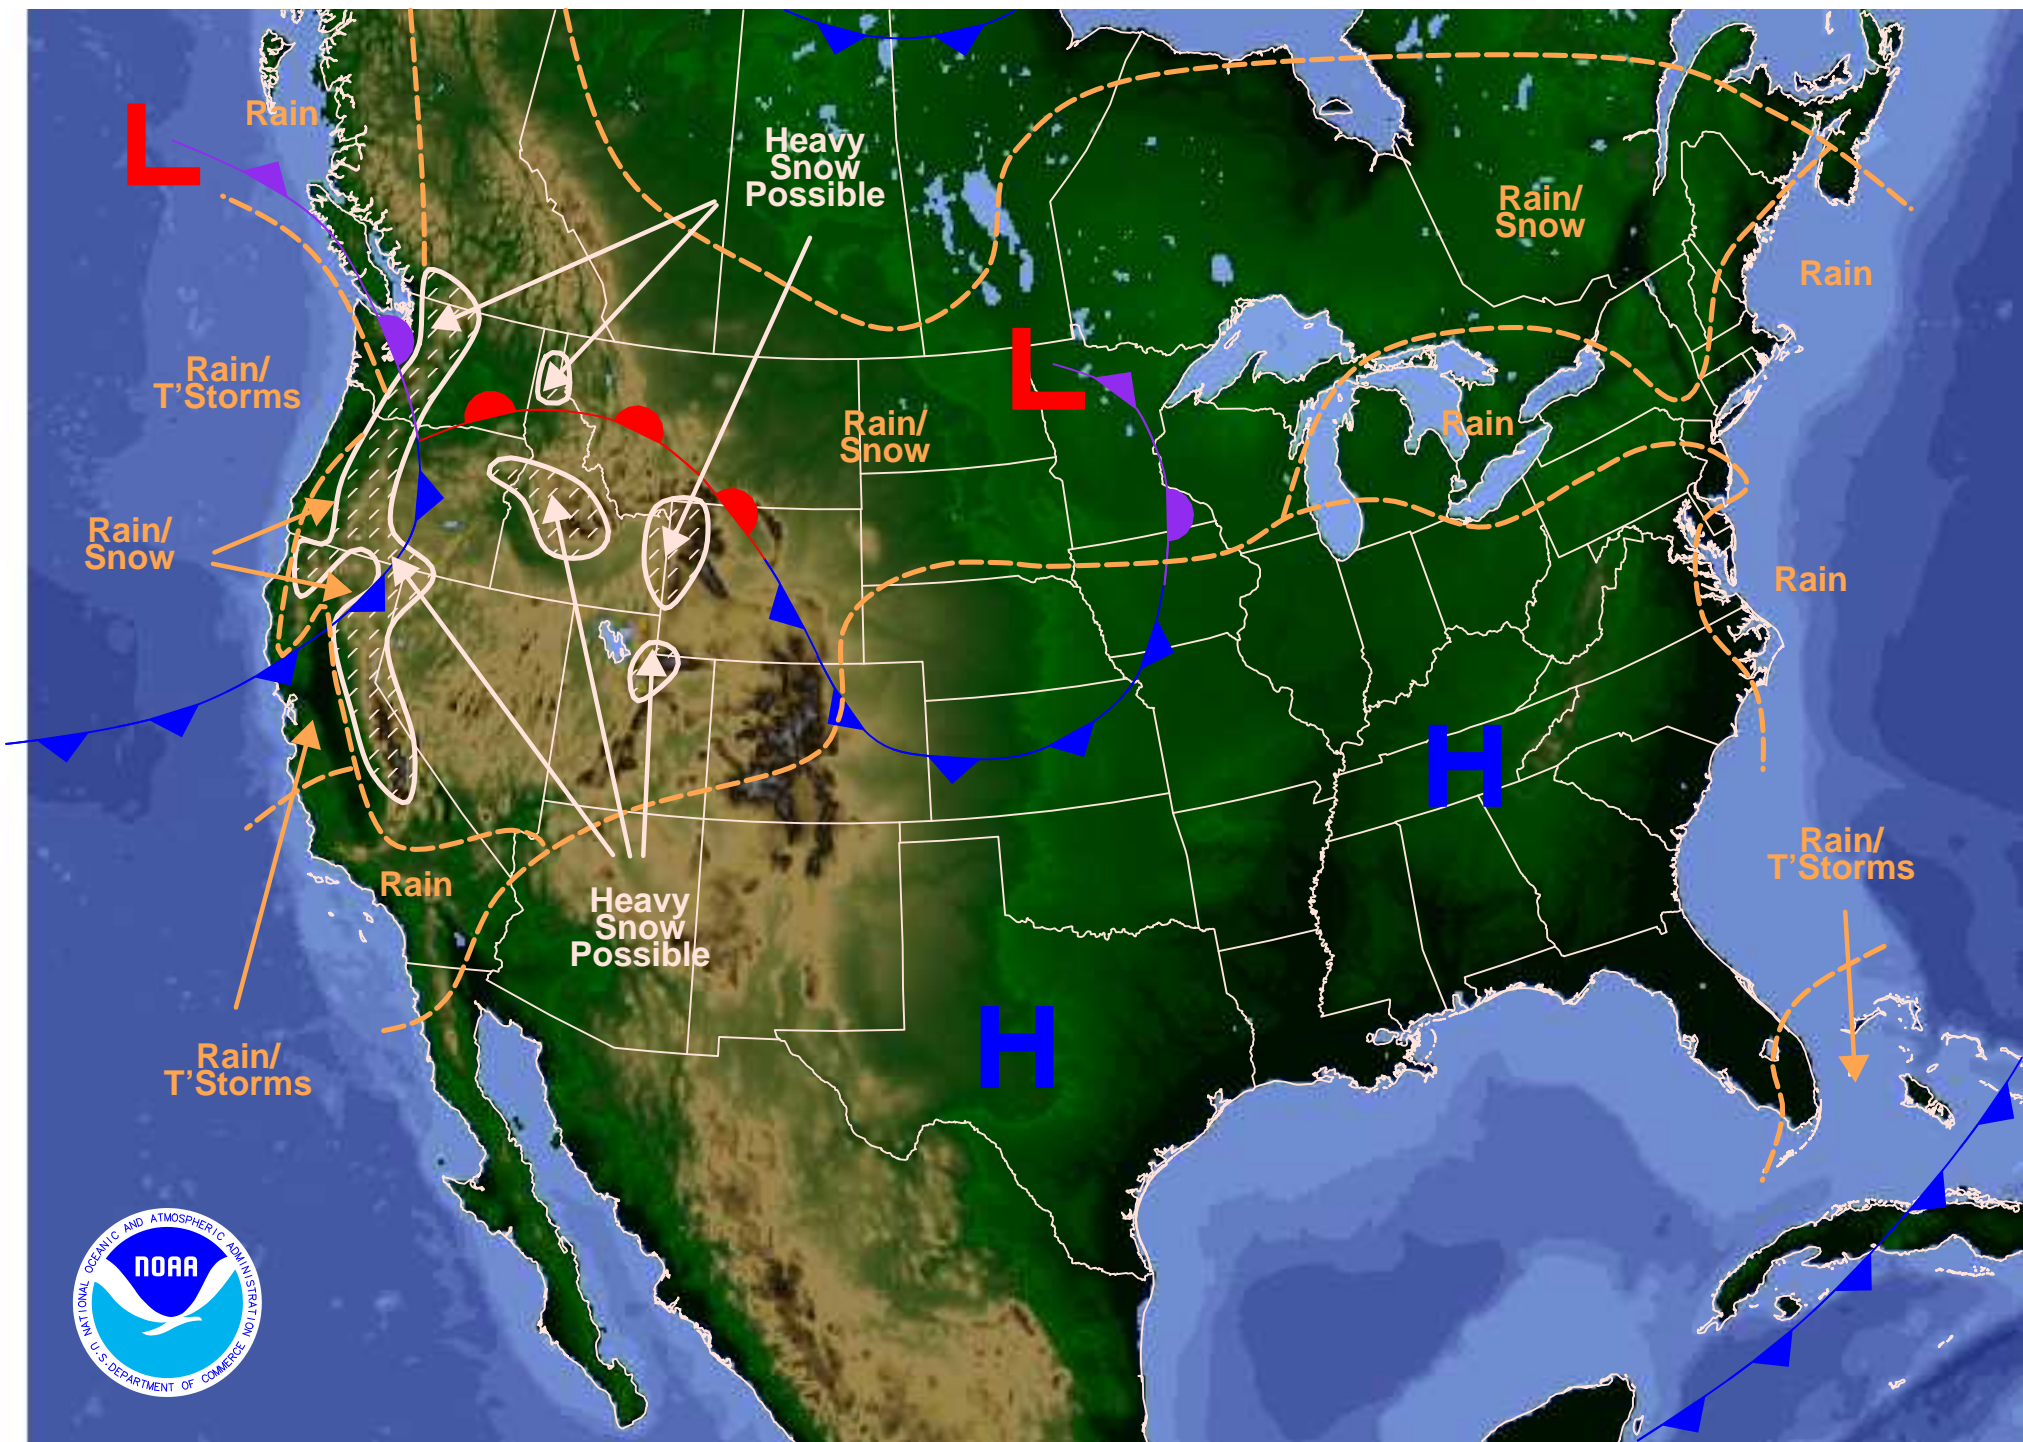 L
Rain
Heavy
Snow
Possible
Rain/
Snow
Rain
L
Rain/
T'Storms
Rain/
Snow
Rain
Rain/
Snow
Rain
H
Rain/
T'Storms
Rain
Heavy
Snow
Possible
H
Rain/
T'Storms
NATIONAL OCEANIC AND ATMOSPHERIC ADMINISTRATION
NOAA
U.S. DEPARTMENT OF COMMERCE